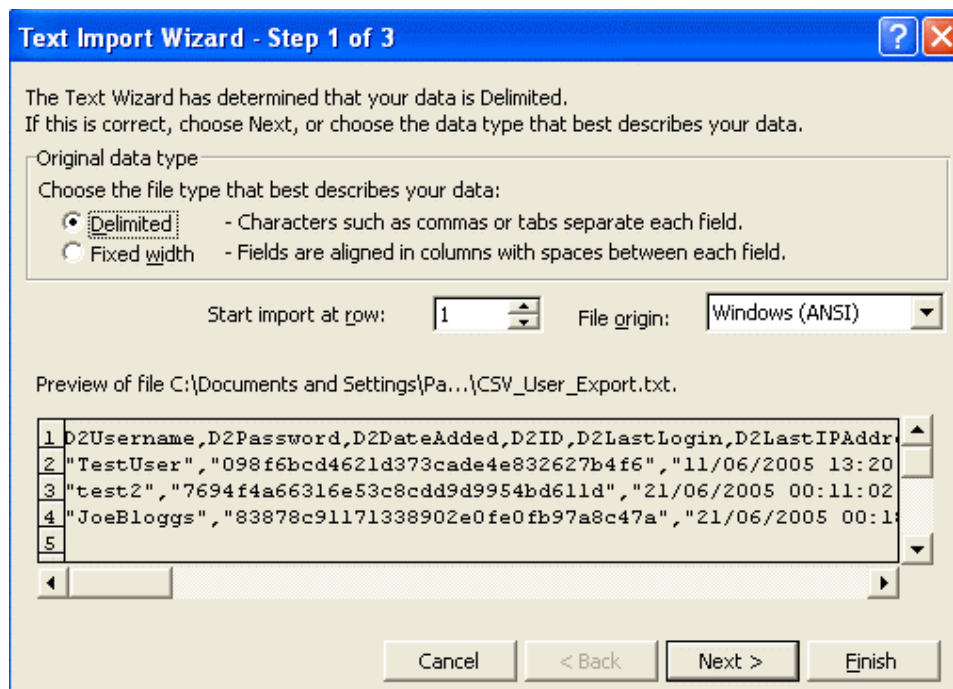 Text Import Wizard - Step 1 of 3
The Text Wizard has determined that your data is Delimited.
If this is correct, choose Next, or choose the data type that best describes your data.
Original data type
Choose the file type that best describes your data:
Delimited - Characters such as commas or tabs separate each field.
Fixed width - Fields are aligned in columns with spaces between each field.
Start import at row: 1 File origin: Windows (ANSI)
Preview of file C:\Documents and Settings\Pa...\CSV_User_Export.txt.
1 D2Username,D2Password,D2DateAdded,D2ID,D2LastLogin,D2LastIPAddr
2 "TestUser","098f6bcd4621d373cade4e832627b4f6","11/06/2005 13:20
3 "test2","7694f4a66316e53c8cdd9d9954bd611d","21/06/2005 00:11:02
4 "JoeBloggs","83878c91171338902e0fe0fb97a8c47a","21/06/2005 00:18
5
Cancel < Back Next > Finish